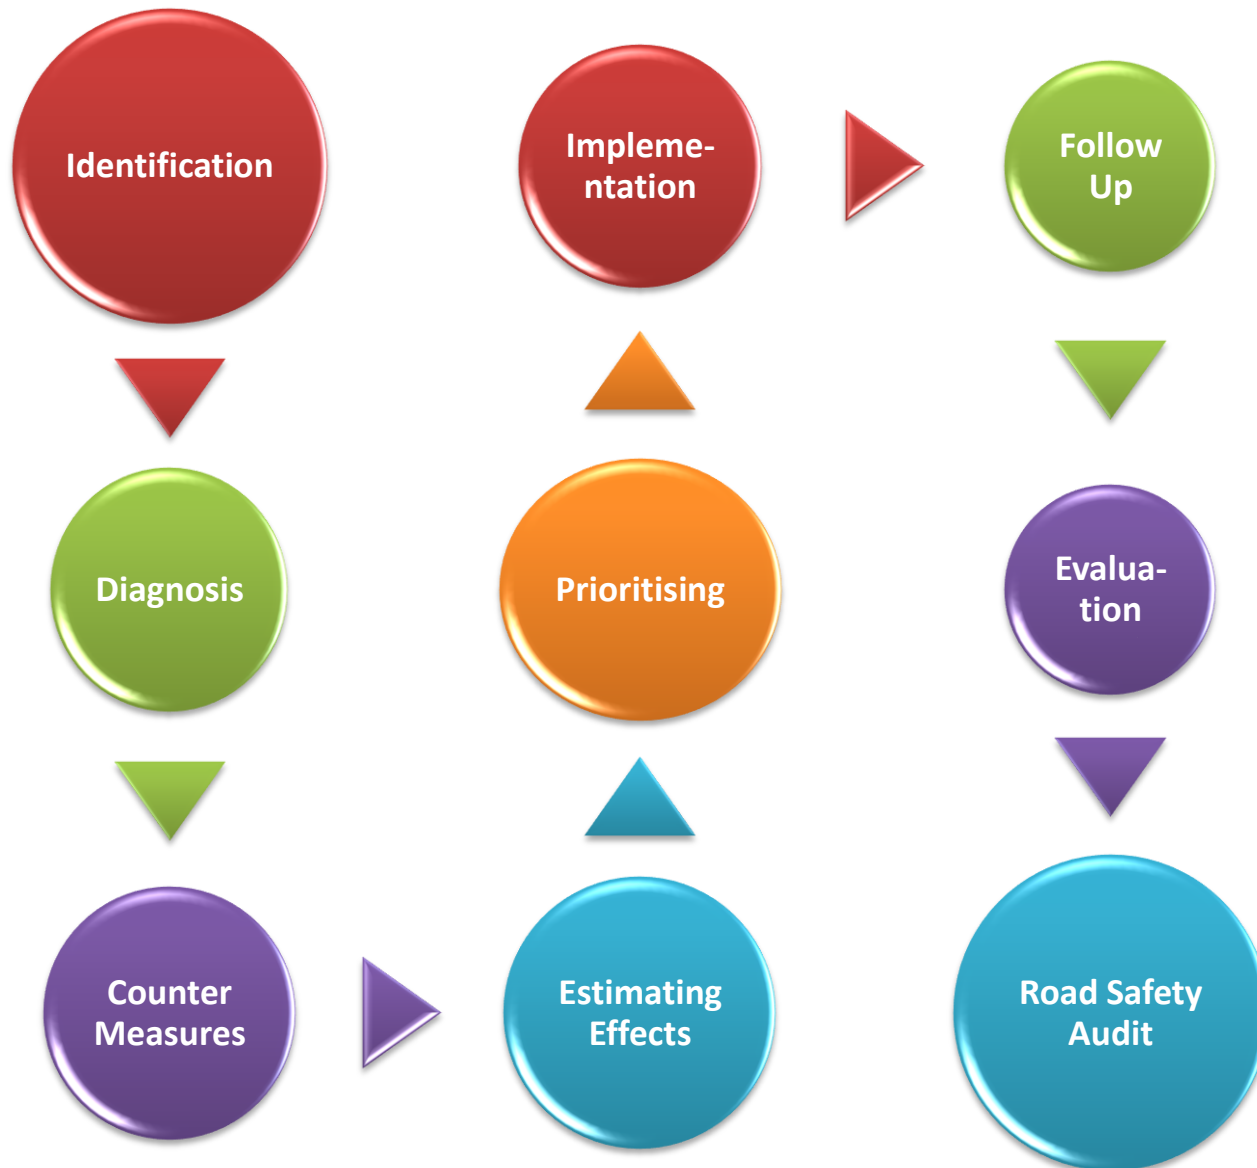 Identification
Diagnosis
Counter
Measures
Estimating
Effects
Prioritising
Impleme-
ntation
Follow
Up
Evalua-
tion
Road Safety
Audit